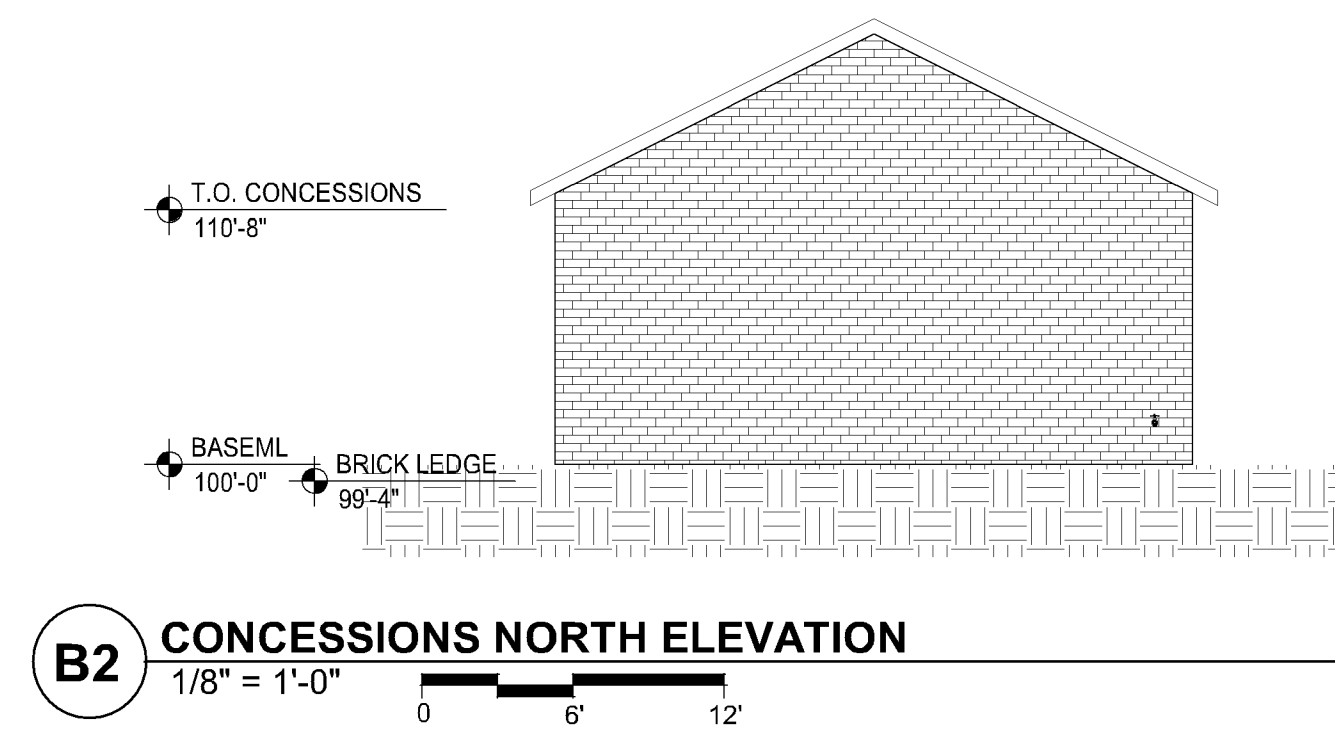 T.O. CONCESSIONS
110'-8"
BASEML
100'-0"
BRICK LEDGE
99'-4"
B2
CONCESSIONS NORTH ELEVATION
1/8" = 1'-0"
0 6' 12'